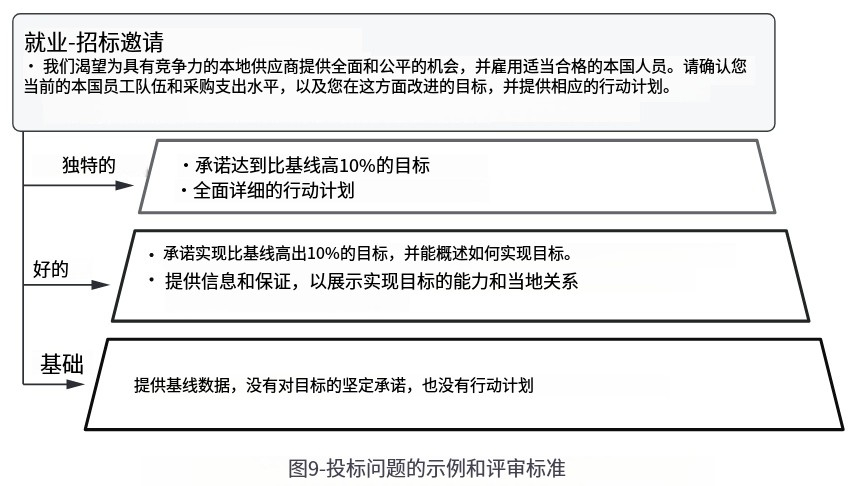 就业-招标邀请
• 我们渴望为具有竞争力的本地供应商提供全面和公平的机会，并雇用适当合格的本国人员。请确认您
当前的本国员工队伍和采购支出水平，以及您在这方面改进的目标，并提供相应的行动计划。
独特的
• 承诺达到比基线高10%的目标
• 全面详细的行动计划
好的
• 承诺实现比基线高出10%的目标，并能概述如何实现目标。
• 提供信息和保证，以展示实现目标的能力和当地关系
基础
提供基线数据，没有对目标的坚定承诺，也没有行动计划
图9-投标问题的示例和评审标准